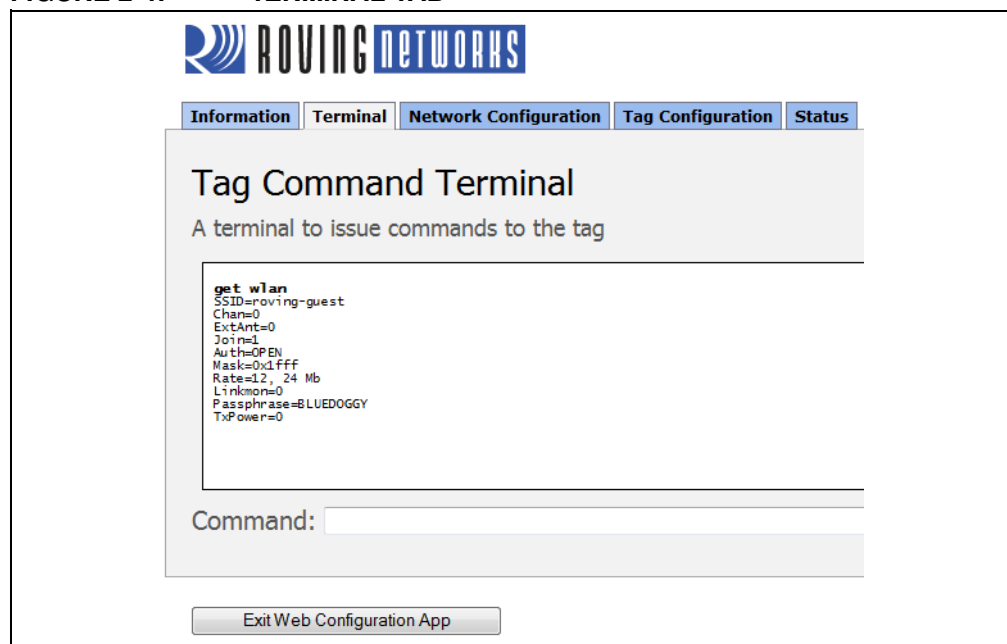 ROVING NETWORKS
Information Terminal Network Configuration Tag Configuration Status
Tag Command Terminal
A terminal to issue commands to the tag
get wlan
SSID=roving-guest
Chan=0
ExtAnt=0
Join=1
Auth=OPEN
Mask=0x1fff
Rate=12, 24 Mb
Linkmon=0
Passphrase=BLUEDOGGY
TxPower=0
Command:
Exit Web Configuration App